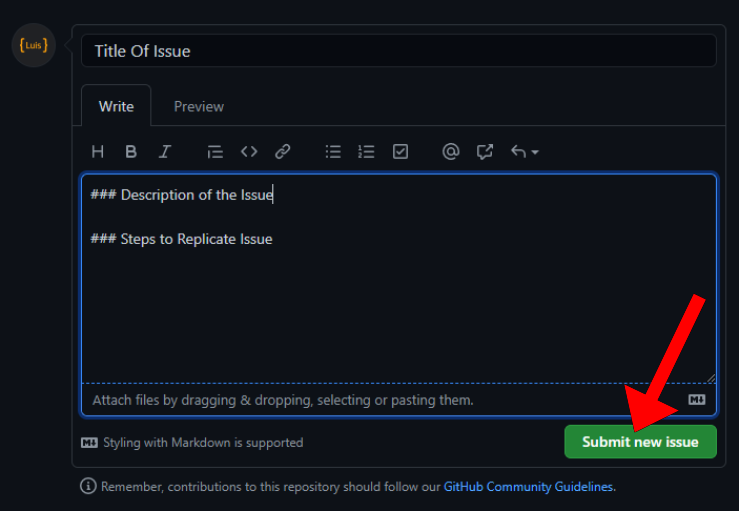 {Luis}
Title Of Issue
Write Preview
H B I @
### Description of the Issue
### Steps to Replicate Issue
Attach files by dragging & dropping, selecting or pasting them.
Styling with Markdown is supported
Submit new issue
Remember, contributions to this repository should follow our GitHub Community Guidelines.